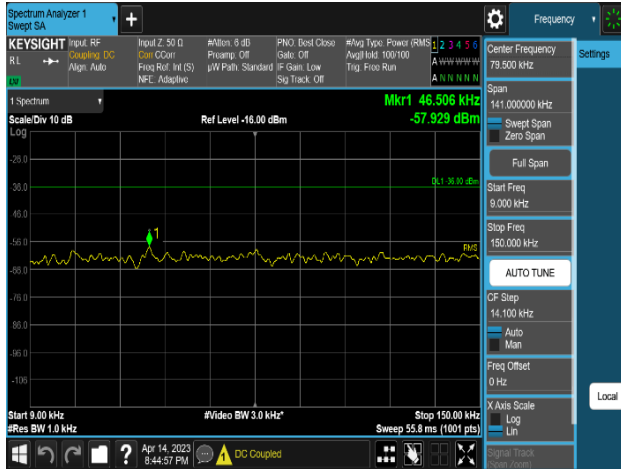 Spectrum Analyzer 1
Swept SA
+
Frequency
KEYSIGHT Input: RF Input Z: 50 Ω #Atten: 6 dB PNO: Best Close #Avg Type: Power (RMS 1 2 3 4 5 6
RL Coupling: DC Corr CCorr Preamp: Off Gate: Off Avg|Hold: 100/100 A W W W W W
Align: Auto Freq Ref: Int (S) µW Path: Standard IF Gain: Low Trig: Free Run
NFE: Adaptive Sig Track: Off A N N N N N
1 Spectrum
Mkr1 46.506 kHz
Scale/Div 10 dB Ref Level -16.00 dBm -57.929 dBm
Log
-26.0
DL1 -36.00 dBm
-36.0
-46.0
1
-56.0
RMS
-66.0
-76.0
-86.0
-96.0
-106
Start 9.00 kHz #Video BW 3.0 kHz* Stop 150.00 kHz
#Res BW 1.0 kHz Sweep 55.8 ms (1001 pts)
? Apr 14, 2023
8:44:57 PM
DC Coupled
Center Frequency
79.500 kHz
Settings
Span
141.000000 kHz
Swept Span
Zero Span
Full Span
Start Freq
9.000 kHz
Stop Freq
150.000 kHz
AUTO TUNE
CF Step
14.100 kHz
Auto
Man
Freq Offset
0 Hz
Local
X Axis Scale
Log
Lin
Signal Track
(Span Zoom)